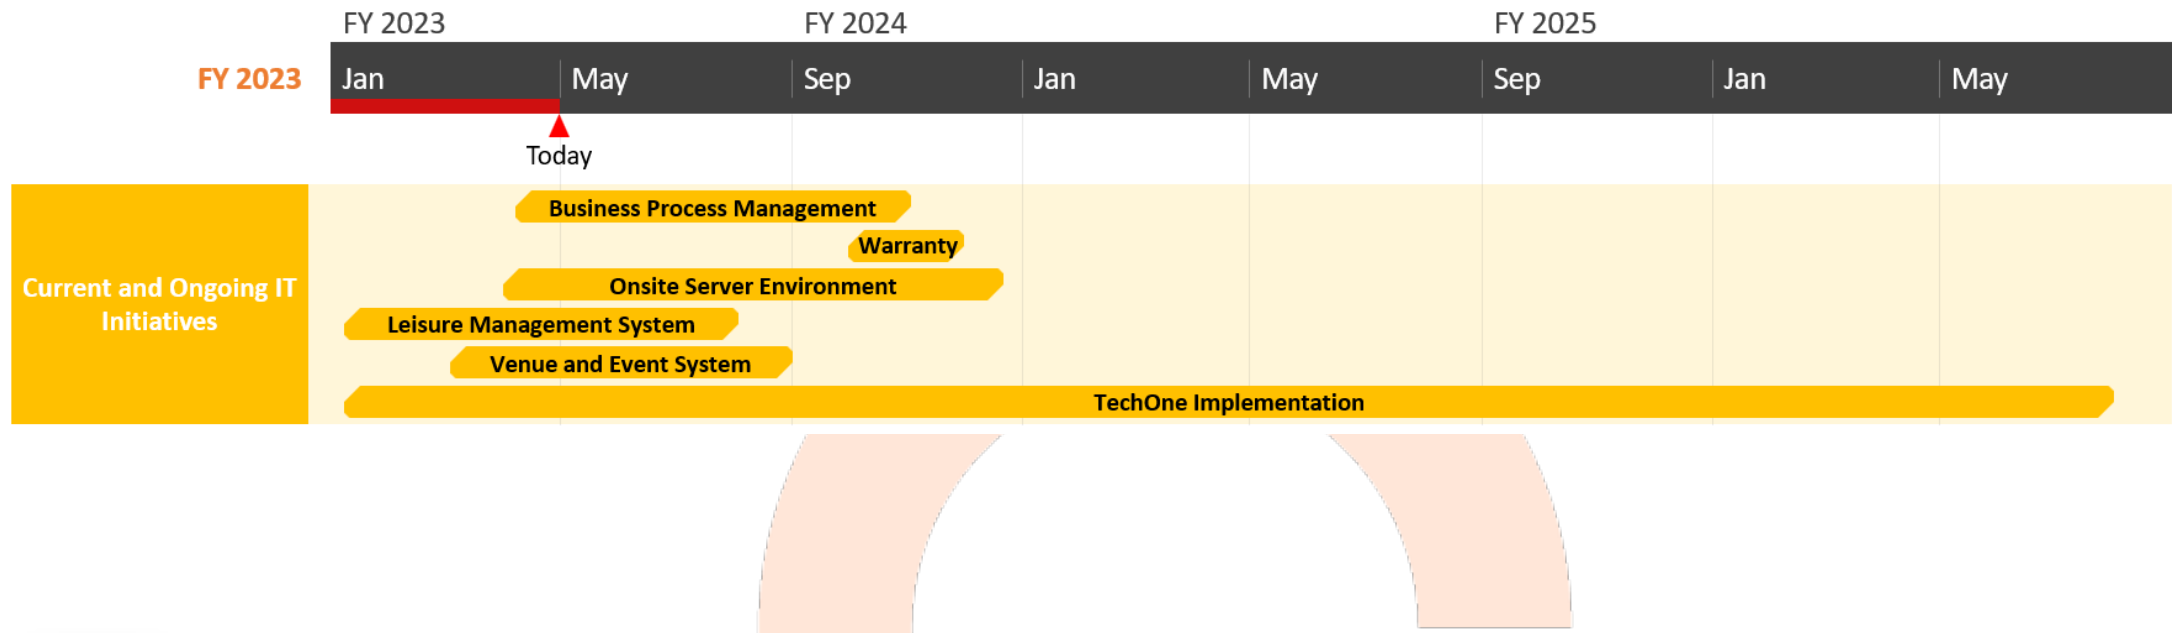 FY 2023 FY 2024 FY 2025
FY 2023 Jan May Sep Jan May Sep Jan May
Today
Business Process Management
Warranty
Onsite Server Environment
Current and Ongoing IT
Initiatives
Leisure Management System
Venue and Event System
TechOne Implementation